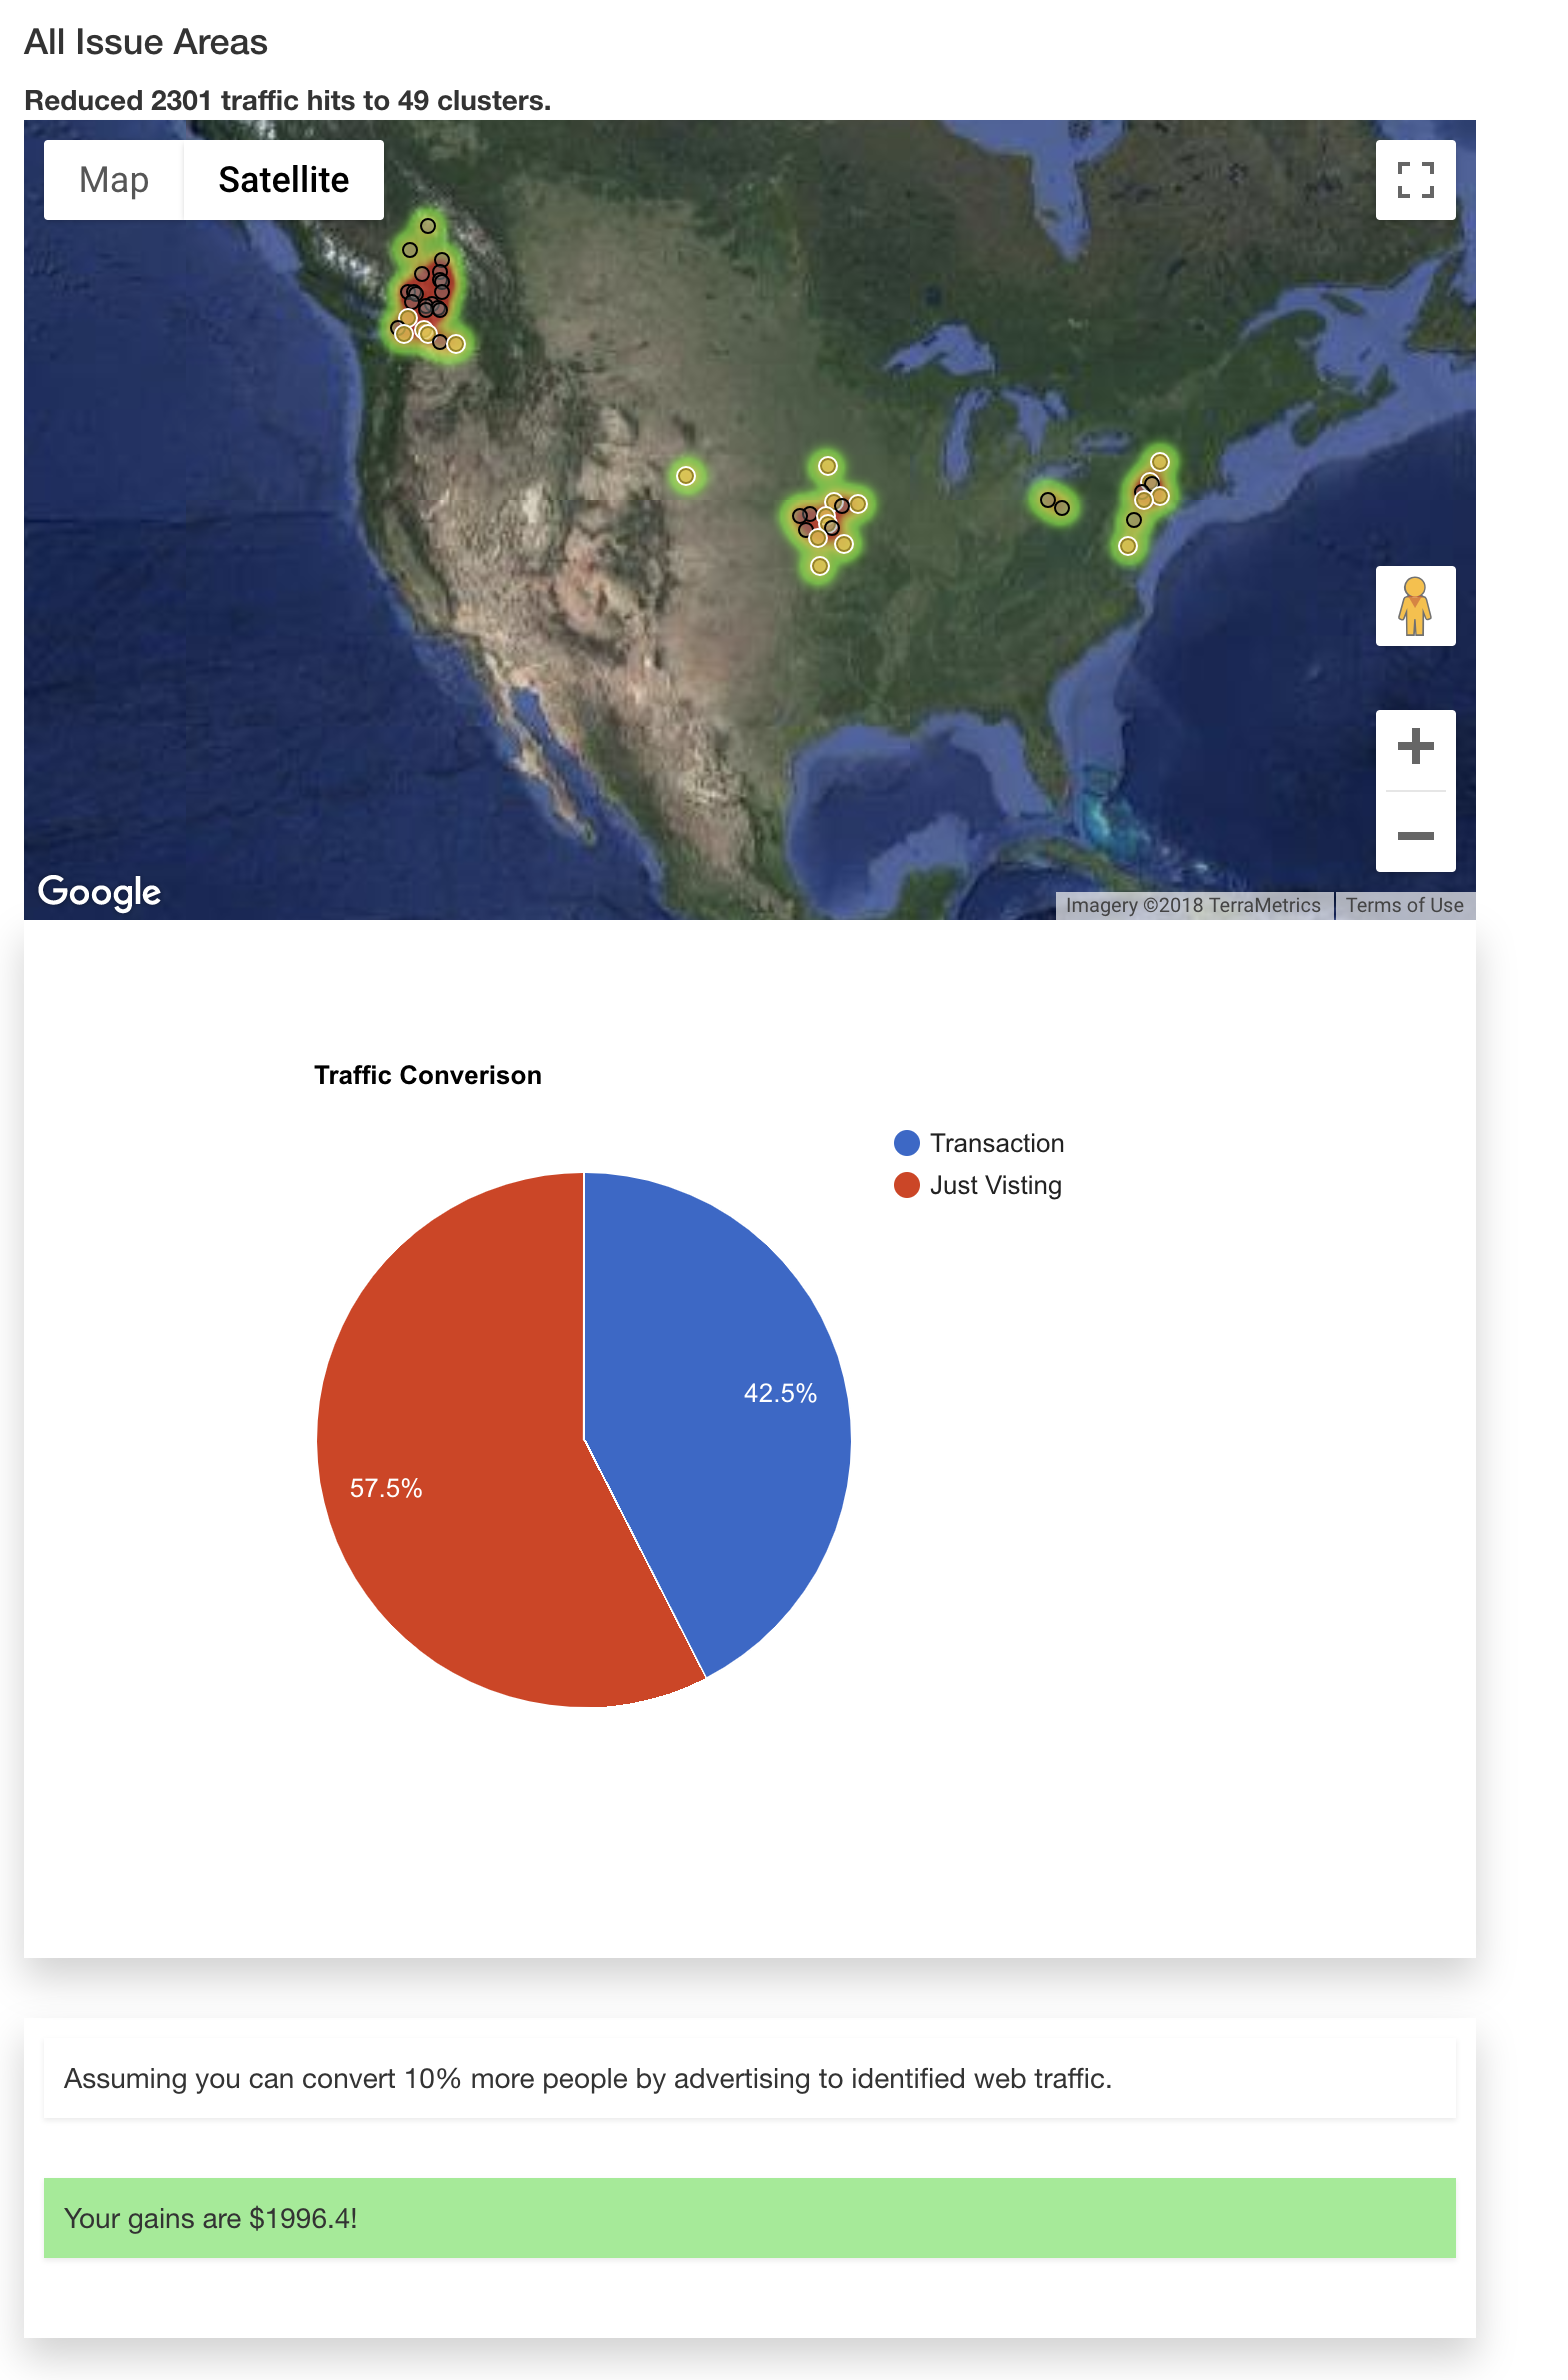 All Issue Areas
Reduced 2301 traffic hits to 49 clusters.
Map Satellite
Google
Imagery ©2018 TerraMetrics Terms of Use
Traffic Converison
Transaction
Just Visting
42.5%
57.5%
Assuming you can convert 10% more people by advertising to identified web traffic.
Your gains are $1996.4!